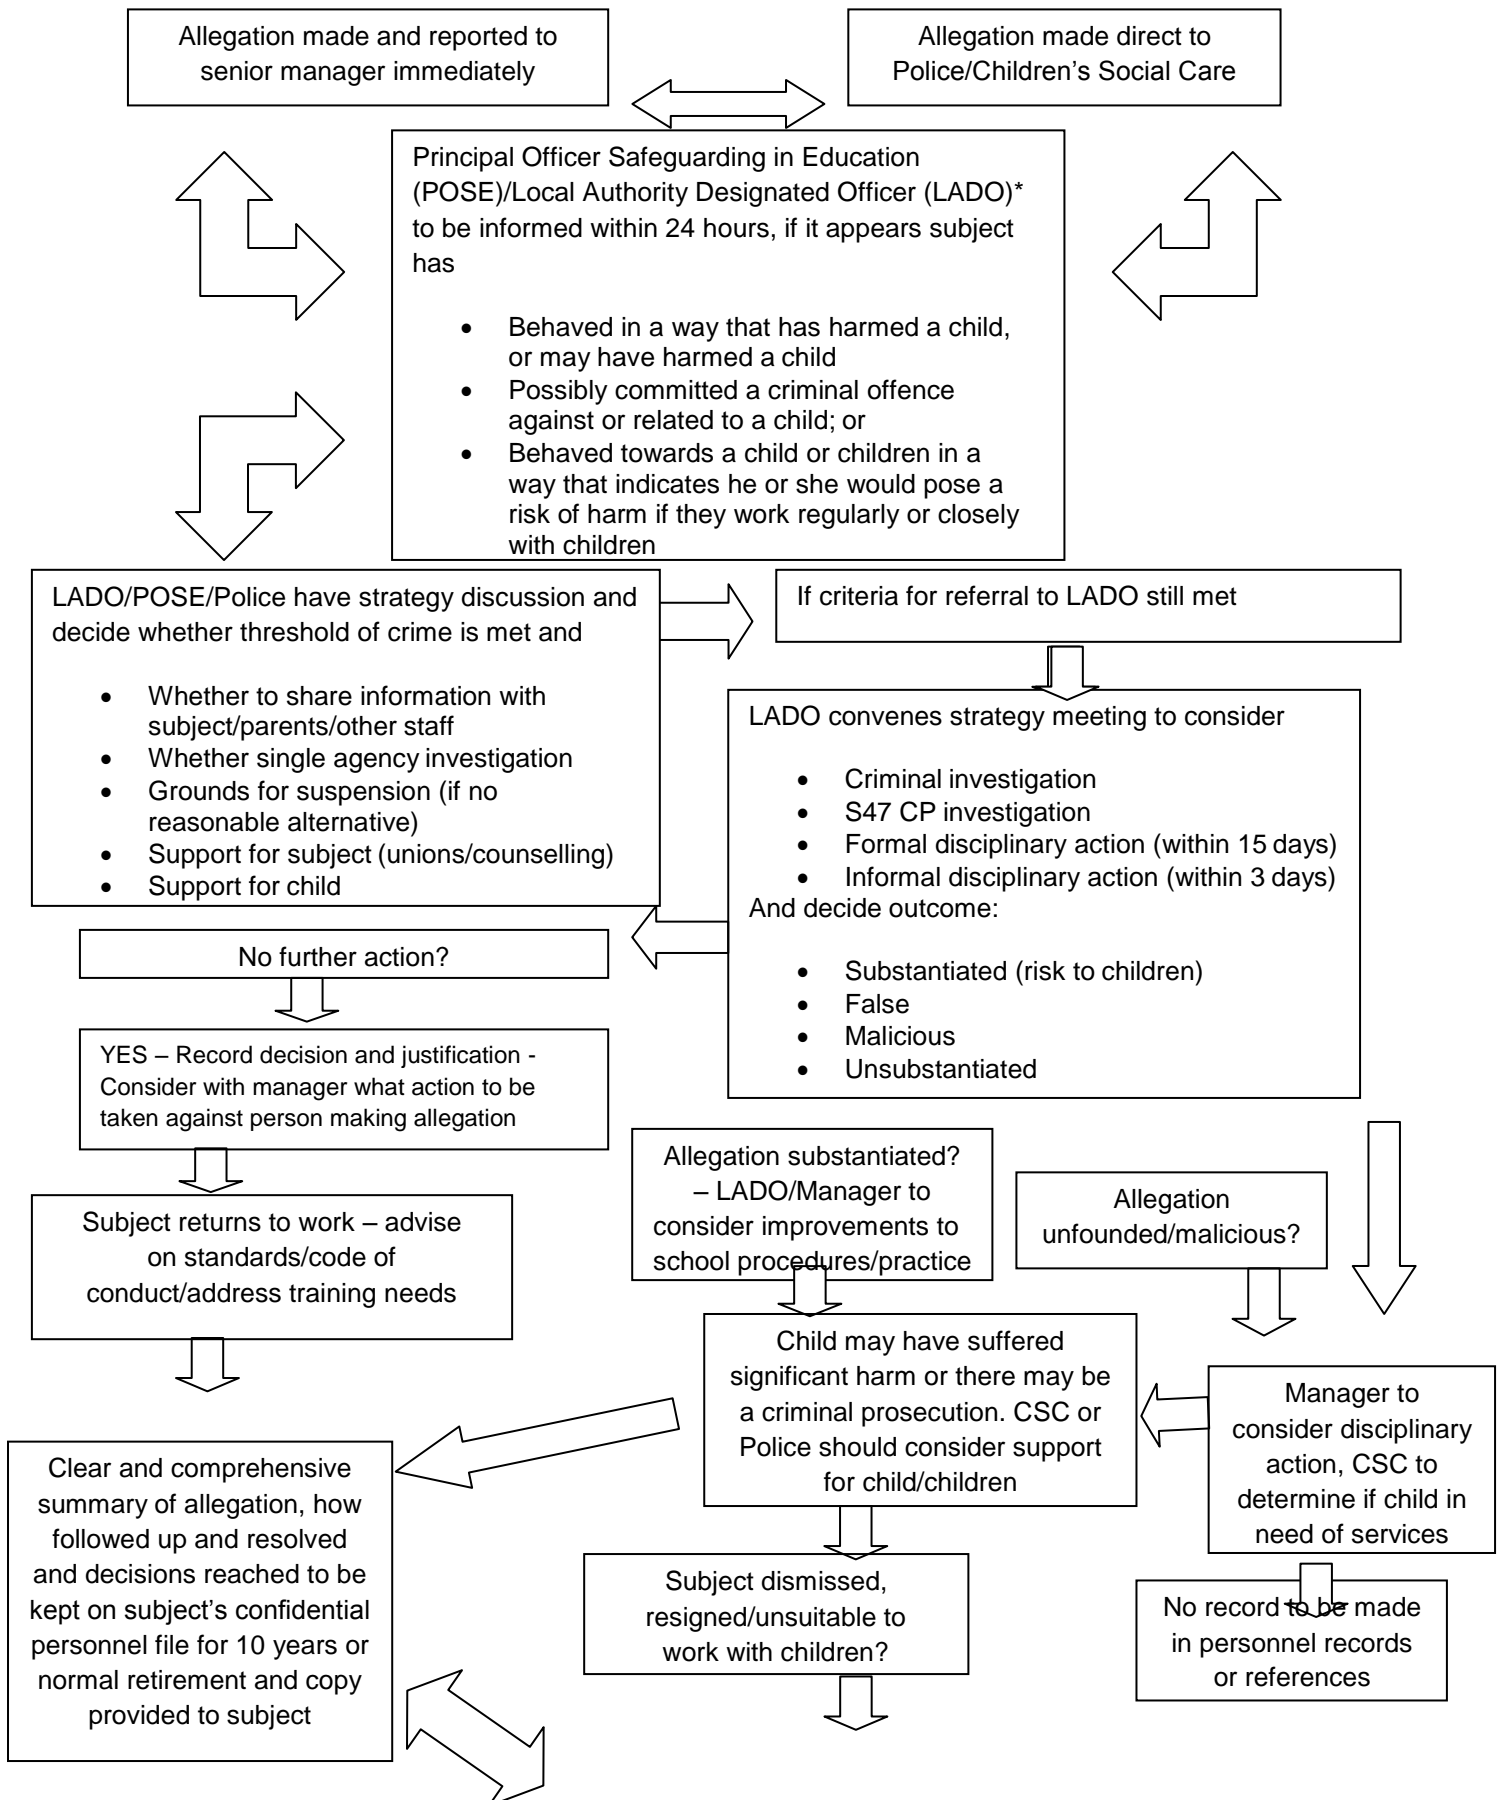 Allegation made and reported to
senior manager immediately
Allegation made direct to
Police/Children's Social Care
Principal Officer Safeguarding in Education
(POSE)/Local Authority Designated Officer (LADO)*
to be informed within 24 hours, if it appears subject
has
• Behaved in a way that has harmed a child,
or may have harmed a child
• Possibly committed a criminal offence
against or related to a child; or
• Behaved towards a child or children in a
way that indicates he or she would pose a
risk of harm if they work regularly or closely
with children
LADO/POSE/Police have strategy discussion and
decide whether threshold of crime is met and
• Whether to share information with
subject/parents/other staff
• Whether single agency investigation
• Grounds for suspension (if no
reasonable alternative)
• Support for subject (unions/counselling)
• Support for child
If criteria for referral to LADO still met
LADO convenes strategy meeting to consider
• Criminal investigation
• S47 CP investigation
• Formal disciplinary action (within 15 days)
• Informal disciplinary action (within 3 days)
And decide outcome:
• Substantiated (risk to children)
• False
• Malicious
• Unsubstantiated
No further action?
YES – Record decision and justification -
Consider with manager what action to be
taken against person making allegation
Allegation substantiated?
– LADO/Manager to
consider improvements to
school procedures/practice
Allegation
unfounded/malicious?
Subject returns to work – advise
on standards/code of
conduct/address training needs
Child may have suffered
significant harm or there may be
a criminal prosecution. CSC or
Police should consider support
for child/children
Manager to
consider disciplinary
action, CSC to
determine if child in
need of services
Clear and comprehensive
summary of allegation, how
followed up and resolved
and decisions reached to be
kept on subject's confidential
personnel file for 10 years or
normal retirement and copy
provided to subject
Subject dismissed,
resigned/unsuitable to
work with children?
No record to be made
in personnel records
or references